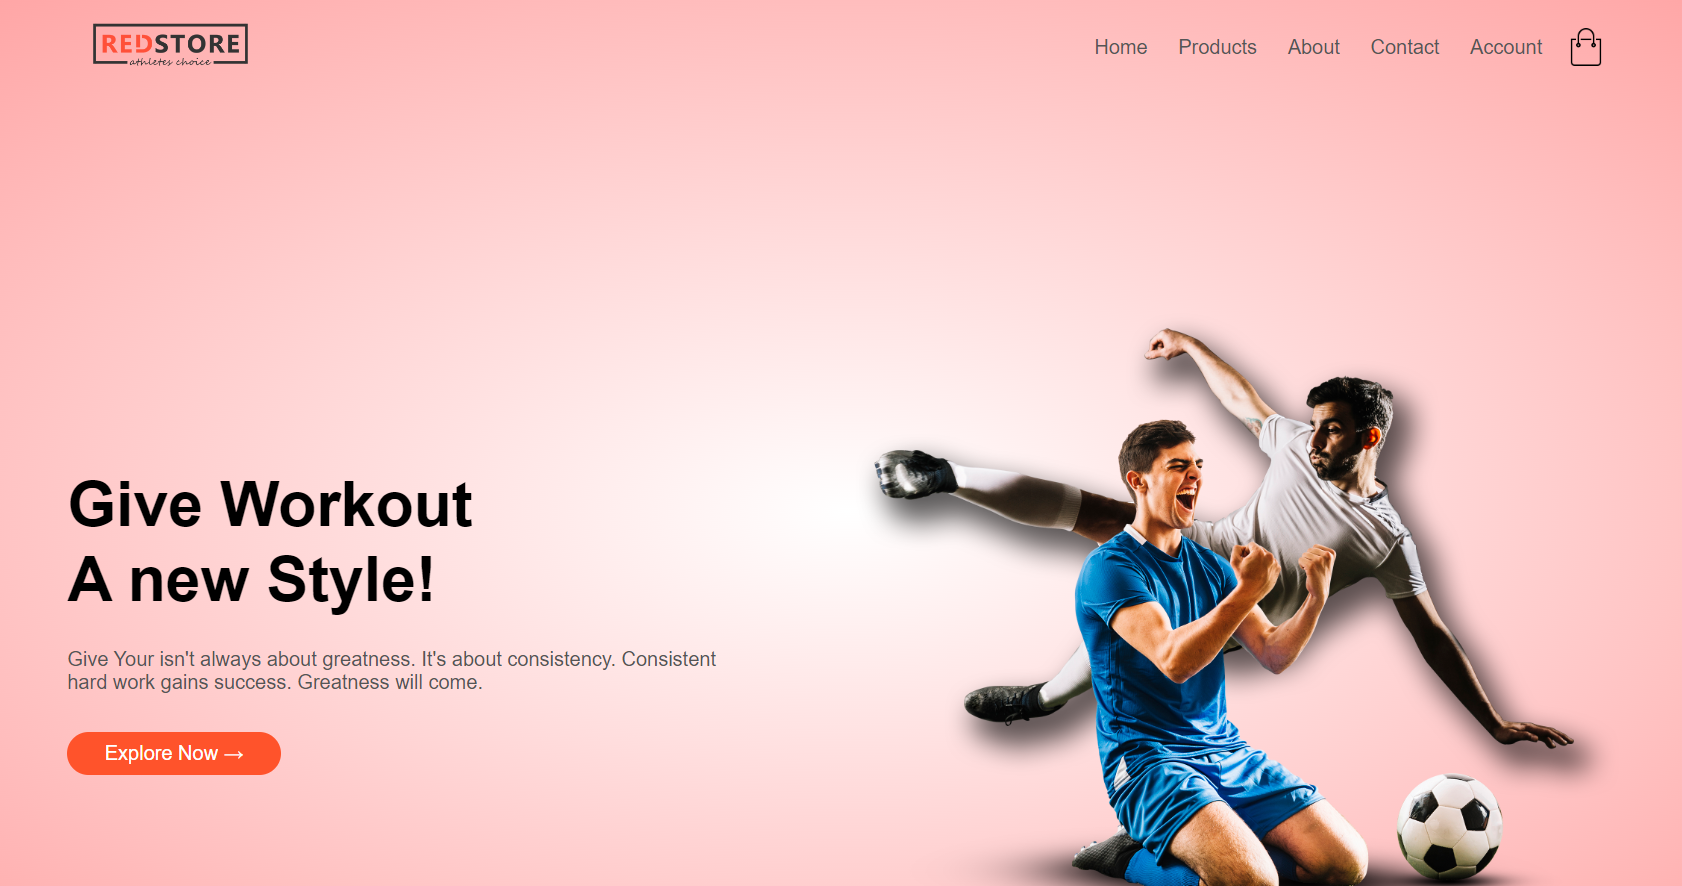 REDSTORE
athletes choice
Home Products About Contact Account
Give Workout
A new Style!
Give Your isn't always about greatness. It's about consistency. Consistent
hard work gains success. Greatness will come.
Explore Now →